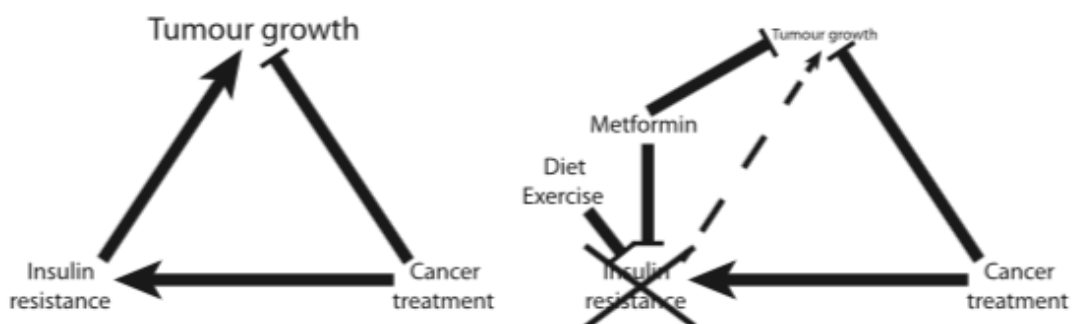 Tumour growth
Insulin
resistance
Cancer
treatment
Tumour growth
Metformin
Diet
Exercise
Insulin
resistance
Cancer
treatment